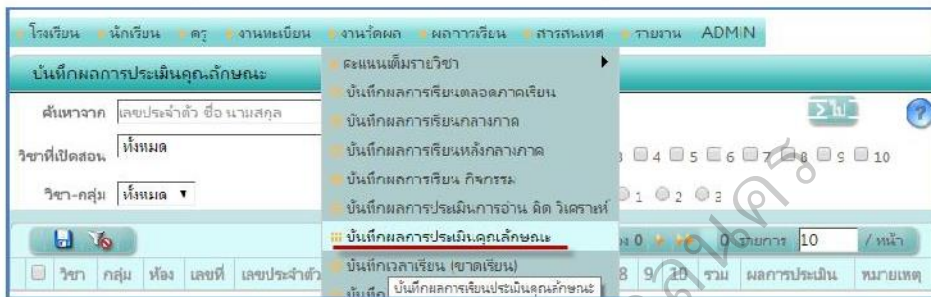 โรงเรียน นักเรียน ครู งานทะเบียน งานวัดผล ผลการเรียน สารสนเทศ รายงาน ADMIN
บันทึกผลการประเมินคุณลักษณะ
คะแนนเต็มรายวิชา
บันทึกผลการเรียนตลอดภาคเรียน
ค้นหาจาก เลขประจำตัว ชื่อ นามสกุล
ไป ?
บันทึกผลการเรียนกลางภาค
วิชาที่เปิดสอน ทั้งหมด
บันทึกผลการเรียนหลังกลางภาค
3 4 5 6 7 8 9 10
บันทึกผลการเรียน กิจกรรม
วิชา-กลุ่ม ทั้งหมด
1 2 3
บันทึกผลการประเมินการอ่าน คิด วิเคราะห์
บันทึกผลการประเมินคุณลักษณะ
0 0 รายการ 10 / หน้า
บันทึกเวลาเรียน (ขาดเรียน)
วิชา กลุ่ม ห้อง เลขที่ เลขประจำตัว 8 9 10 รวม ผลการประเมิน หมายเหตุ
บันทึก
บันทึกผลการเรียนประเมินคุณลักษณะ